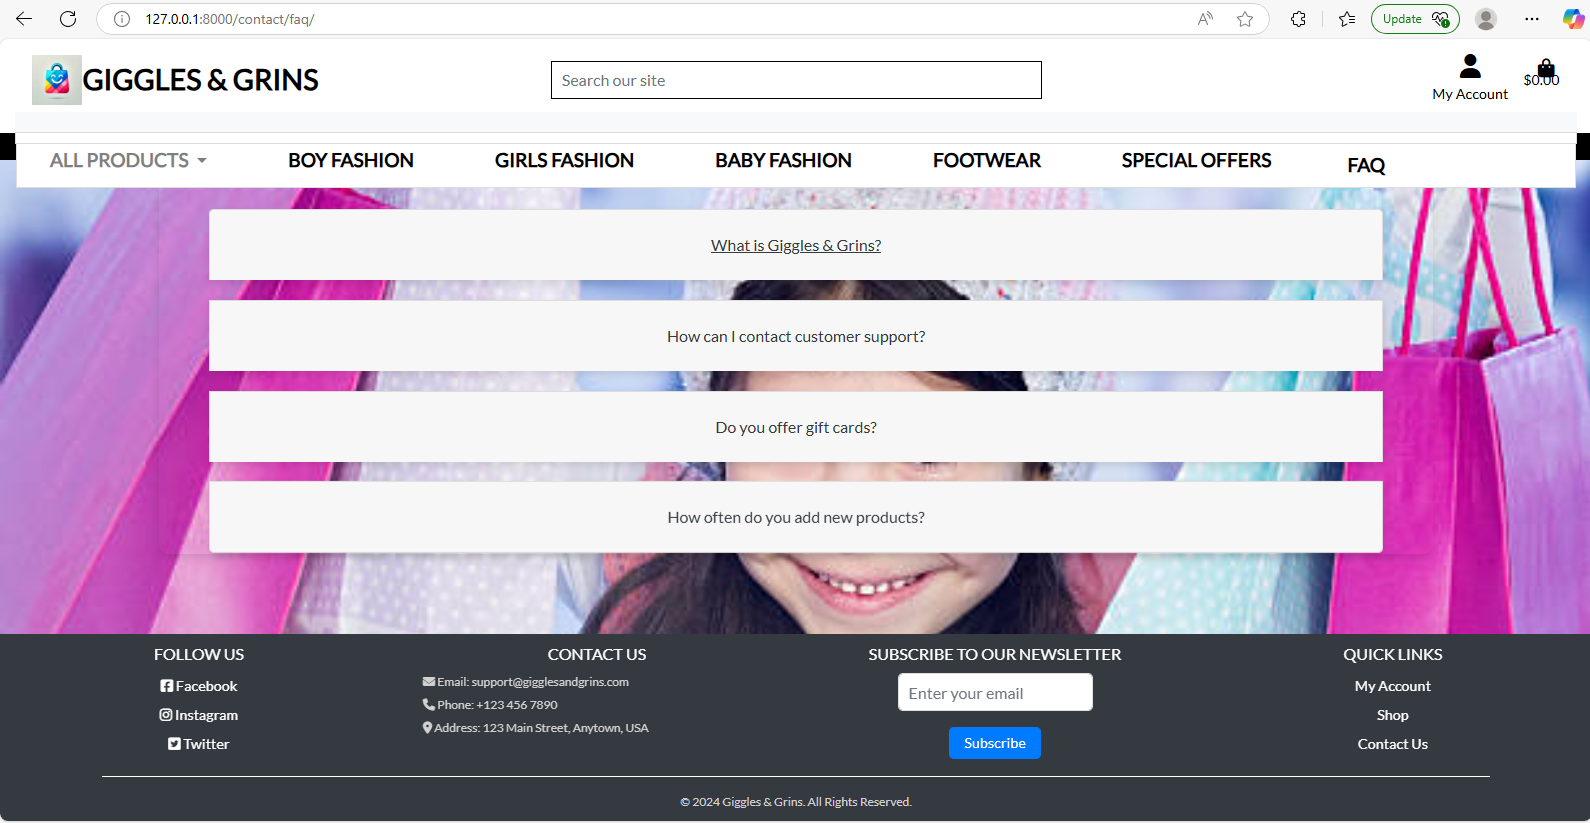 127.0.0.1:8000/contact/faq/
Update
GIGGLES & GRINS
Search our site
My Account
$0.00
ALL PRODUCTS
BOY FASHION
GIRLS FASHION
BABY FASHION
FOOTWEAR
SPECIAL OFFERS
FAQ
What is Giggles & Grins?
How can I contact customer support?
Do you offer gift cards?
How often do you add new products?
FOLLOW US
Facebook
Instagram
Twitter
CONTACT US
Email: support@gigglesandgrins.com
Phone: +123 456 7890
Address: 123 Main Street, Anytown, USA
SUBSCRIBE TO OUR NEWSLETTER
Enter your email
Subscribe
QUICK LINKS
My Account
Shop
Contact Us
© 2024 Giggles & Grins. All Rights Reserved.